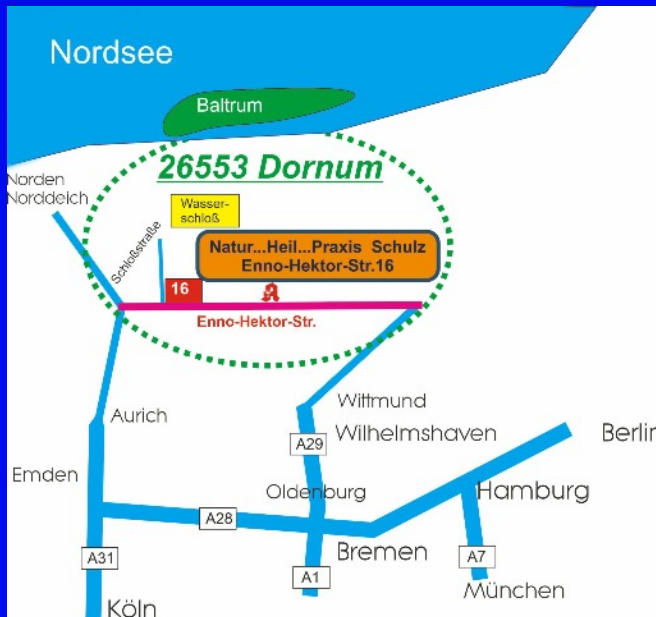 Nordsee
Baltrum
26553 Dornum
Norden
Norddeich
Schloßstraße
Wasser-
schloß
Natur...Heil...Praxis Schulz
Enno-Hektor-Str.16
16
Enno-Hektor-Str.
Aurich
Wittmund
A29
Wilhelmshaven
Berlin
Emden
Oldenburg
Hamburg
A28
A31
Bremen
A7
A1
München
Köln